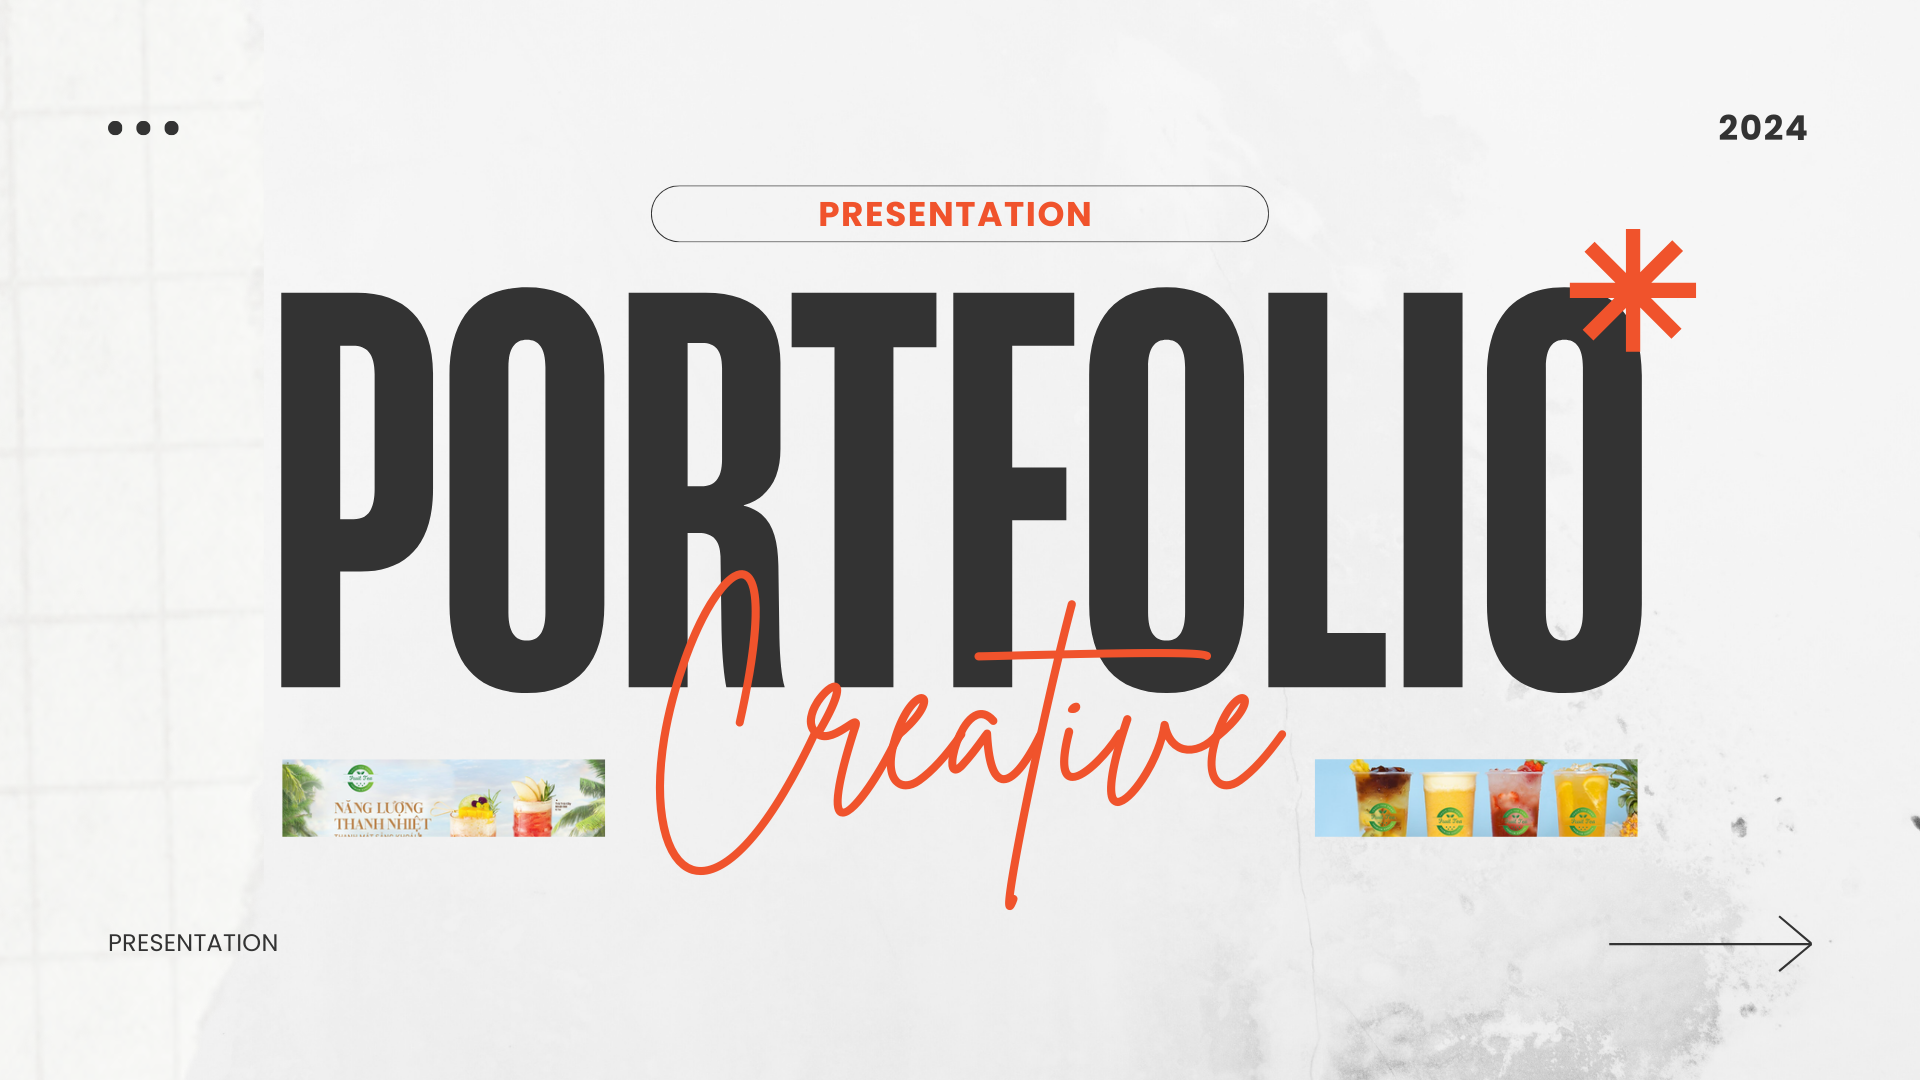 2024
PRESENTATION
PORTFOLIO
Creative
NĂNG LƯỢNG
THANH NHIỆT
PRESENTATION